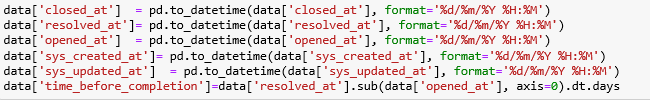 data['closed_at']  = pd.to_datetime(data['closed_at'], format='%d/%m/%Y %H:%M')
data['resolved_at']= pd.to_datetime(data['resolved_at'], format='%d/%m/%Y %H:%M')
data['opened_at']  = pd.to_datetime(data['opened_at'], format='%d/%m/%Y %H:%M')
data['sys_created_at']= pd.to_datetime(data['sys_created_at'], format='%d/%m/%Y %H:%M')
data['sys_updated_at']  = pd.to_datetime(data['sys_updated_at'], format='%d/%m/%Y %H:%M')
data['time_before_completion']=data['resolved_at'].sub(data['opened_at'], axis=0).dt.days